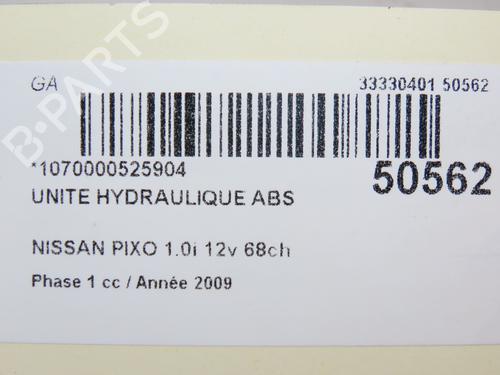 GA 33330401 50562
*1070000525904 50562
UNITE HYDRAULIQUE ABS
NISSAN PIXO 1.0i 12v 68ch
Phase 1 cc / Année 2009
B-PARTS